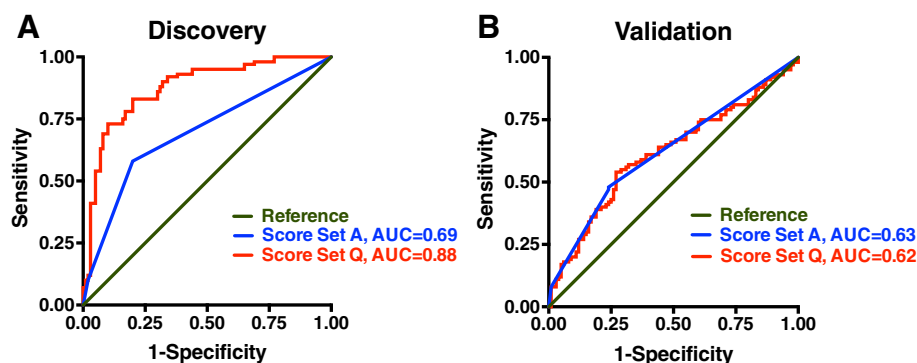 A
Discovery
1.00
0.75
0.50
0.25
0.00
Sensitivity
Reference
Score Set A, AUC=0.69
Score Set Q, AUC=0.88
0.00 0.25 0.50 0.75 1.00
1-Specificity
B
Validation
1.00
0.75
0.50
0.25
0.00
Sensitivity
Reference
Score Set A, AUC=0.63
Score Set Q, AUC=0.62
0.00 0.25 0.50 0.75 1.00
1-Specificity